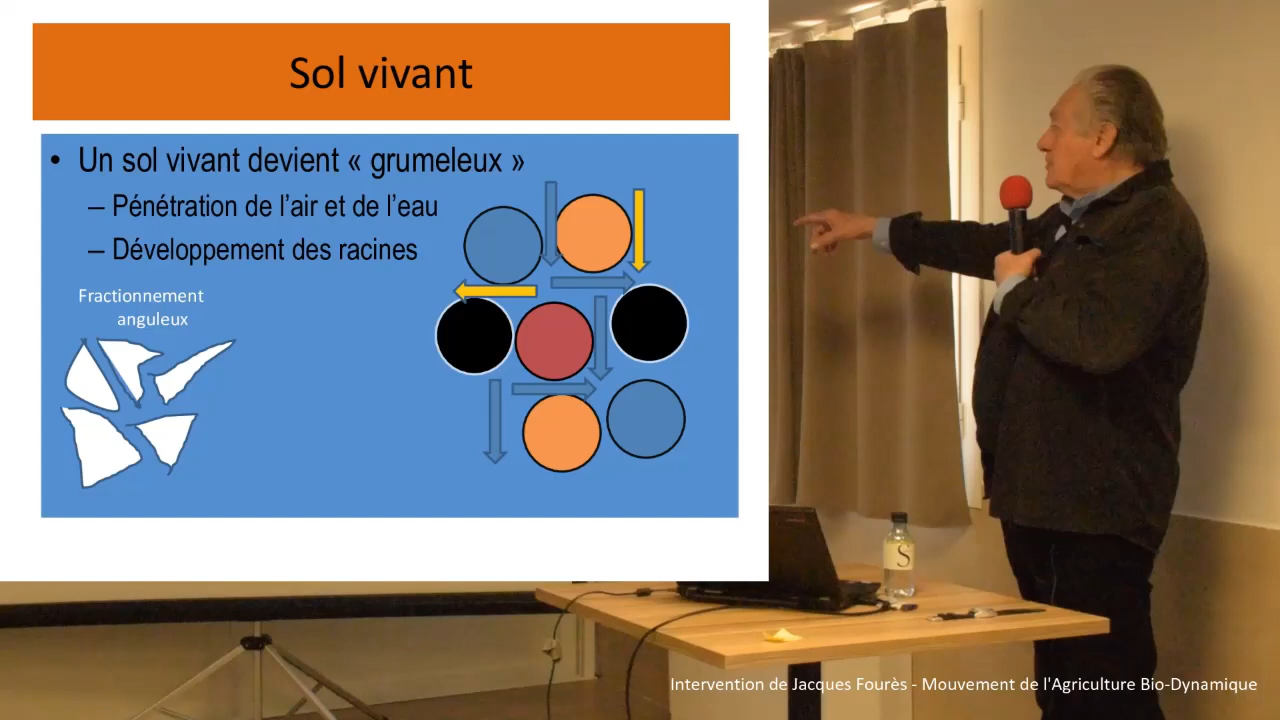 Sol vivant
• Un sol vivant devient « grumeleux »
– Pénétration de l'air et de l'eau
– Développement des racines
Fractionnement
anguleux
S
Intervention de Jacques Fourès - Mouvement de l'Agriculture Bio-Dynamique